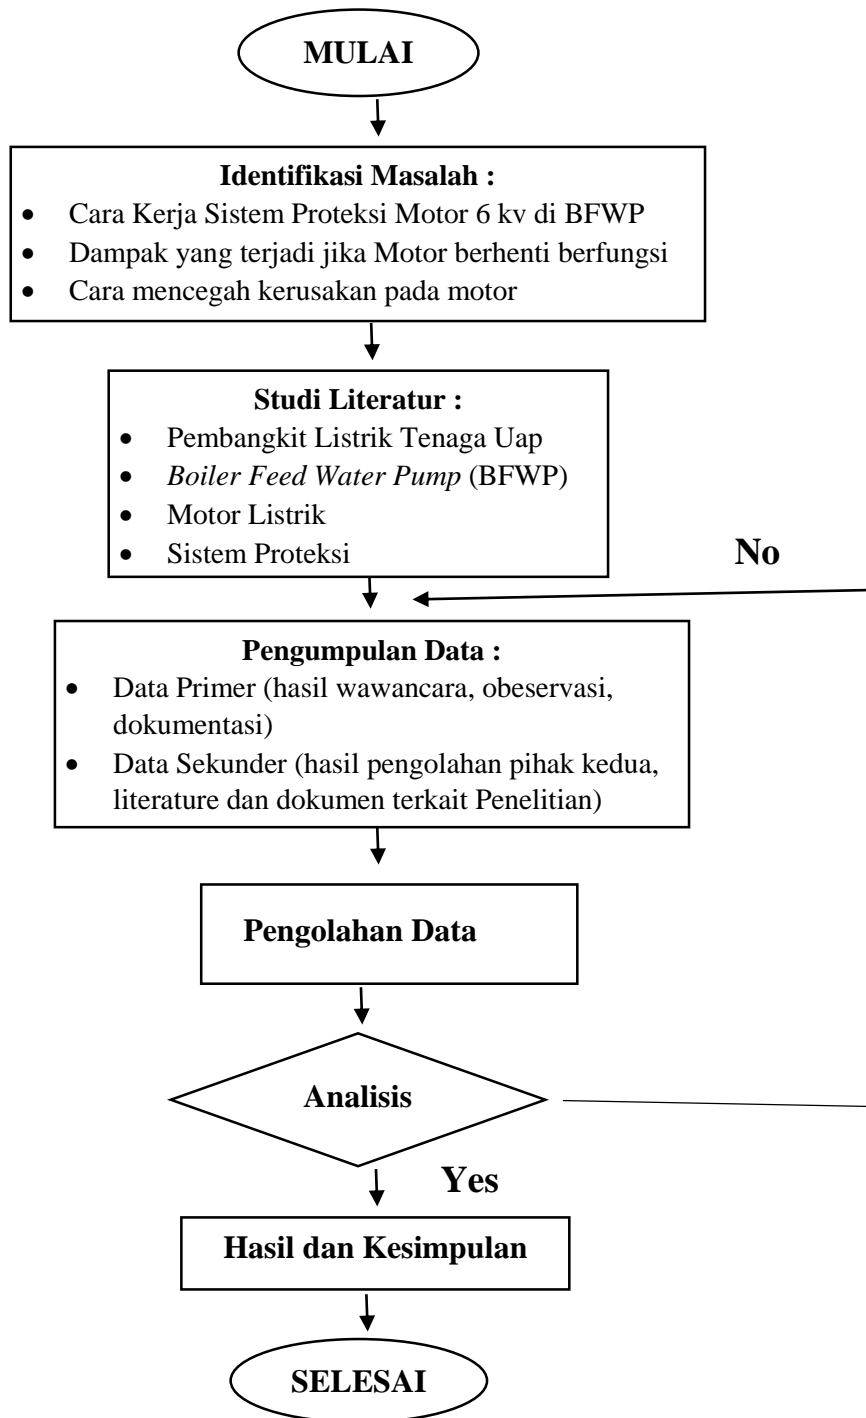 MULAI
Identifikasi Masalah :
• Cara Kerja Sistem Proteksi Motor 6 kv di BFWP
• Dampak yang terjadi jika Motor berhenti berfungsi
• Cara mencegah kerusakan pada motor
Studi Literatur :
• Pembangkit Listrik Tenaga Uap
• Boiler Feed Water Pump (BFWP)
• Motor Listrik
• Sistem Proteksi
No
Pengumpulan Data :
• Data Primer (hasil wawancara, obeservasi,
dokumentasi)
• Data Sekunder (hasil pengolahan pihak kedua,
literature dan dokumen terkait Penelitian)
Pengolahan Data
Analisis
Yes
Hasil dan Kesimpulan
SELESAI